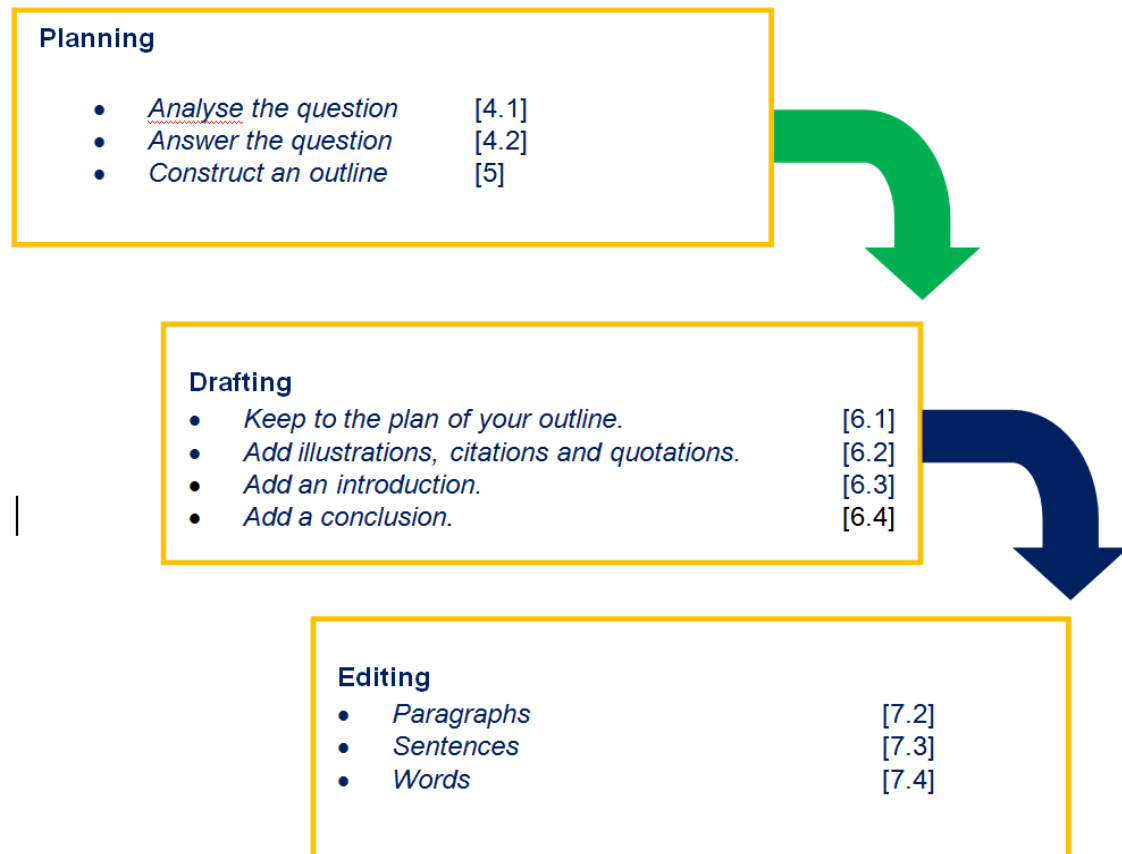 Planning
• Analyse the question [4.1]
• Answer the question [4.2]
• Construct an outline [5]
Drafting
• Keep to the plan of your outline. [6.1]
• Add illustrations, citations and quotations. [6.2]
• Add an introduction. [6.3]
• Add a conclusion. [6.4]
Editing
• Paragraphs [7.2]
• Sentences [7.3]
• Words [7.4]